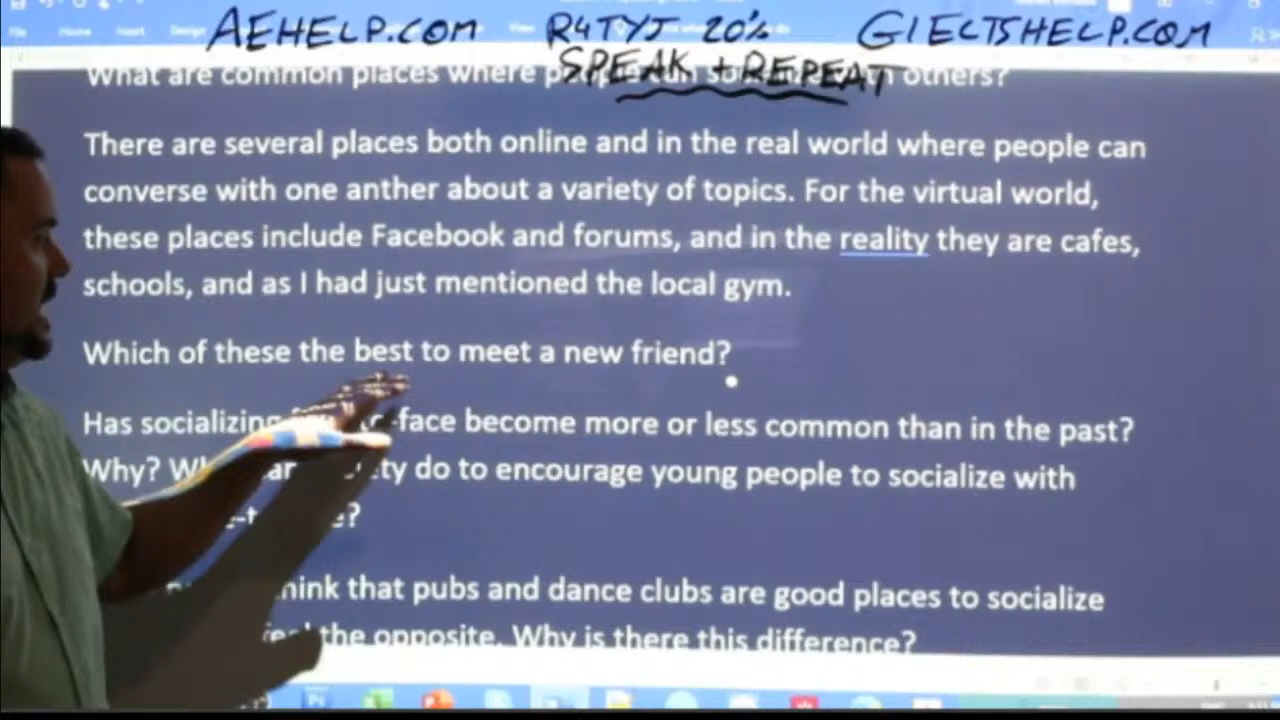 AEHELP.COM R4TYJ 20% GIELTSHELP.COM
SPEAK + REPEAT
What are common places where others?
There are several places both online and in the real world where people can
converse with one anther about a variety of topics. For the virtual world,
these places include Facebook and forums, and in the reality they are cafes,
schools, and as I had just mentioned the local gym.
Which of these the best to meet a new friend?
Has socializing face become more or less common than in the past?
Why? do to encourage young people to socialize with
that pubs and dance clubs are good places to socialize
the opposite. Why is there this difference?